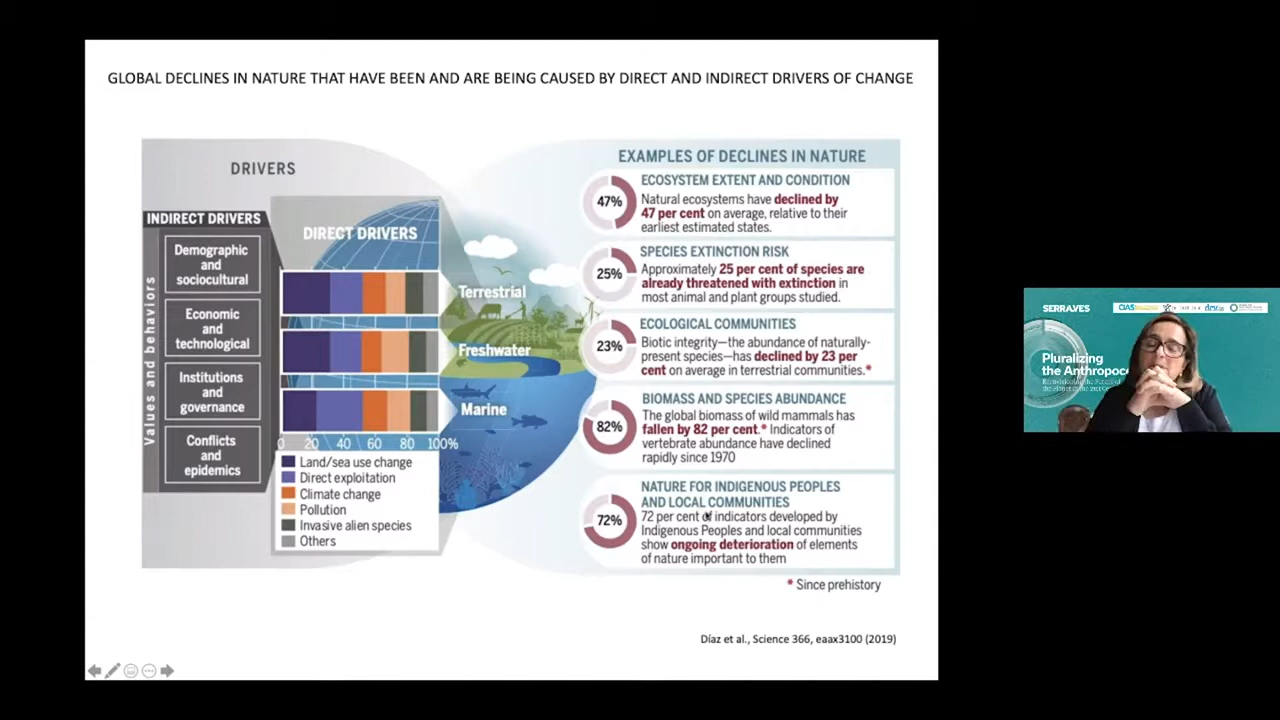 GLOBAL DECLINES IN NATURE THAT HAVE BEEN AND ARE BEING CAUSED BY DIRECT AND INDIRECT DRIVERS OF CHANGE
DRIVERS
INDIRECT DRIVERS
Values and behaviors
Demographic
and
sociocultural
Economic
and
technological
Institutions
and
governance
Conflicts
and
epidemics
DIRECT DRIVERS
Terrestrial
Freshwater
Marine
0 20 40 60 80 100%
Land/sea use change
Direct exploitation
Climate change
Pollution
Invasive alien species
Others
EXAMPLES OF DECLINES IN NATURE
47%
ECOSYSTEM EXTENT AND CONDITION
Natural ecosystems have declined by
47 per cent on average, relative to their
earliest estimated states.
25%
SPECIES EXTINCTION RISK
Approximately 25 per cent of species are
already threatened with extinction in
most animal and plant groups studied.
23%
ECOLOGICAL COMMUNITIES
Biotic integrity—the abundance of naturally-
present species—has declined by 23 per
cent on average in terrestrial communities.*
82%
BIOMASS AND SPECIES ABUNDANCE
The global biomass of wild mammals has
fallen by 82 per cent.* Indicators of
vertebrate abundance have declined
rapidly since 1970
72%
NATURE FOR INDIGENOUS PEOPLES
AND LOCAL COMMUNITIES
72 per cent of indicators developed by
Indigenous Peoples and local communities
show ongoing deterioration of elements
of nature important to them
* Since prehistory
Díaz et al., Science 366, eaax3100 (2019)
SERRALVES
CIAS
Pluralizing
the Anthropoc